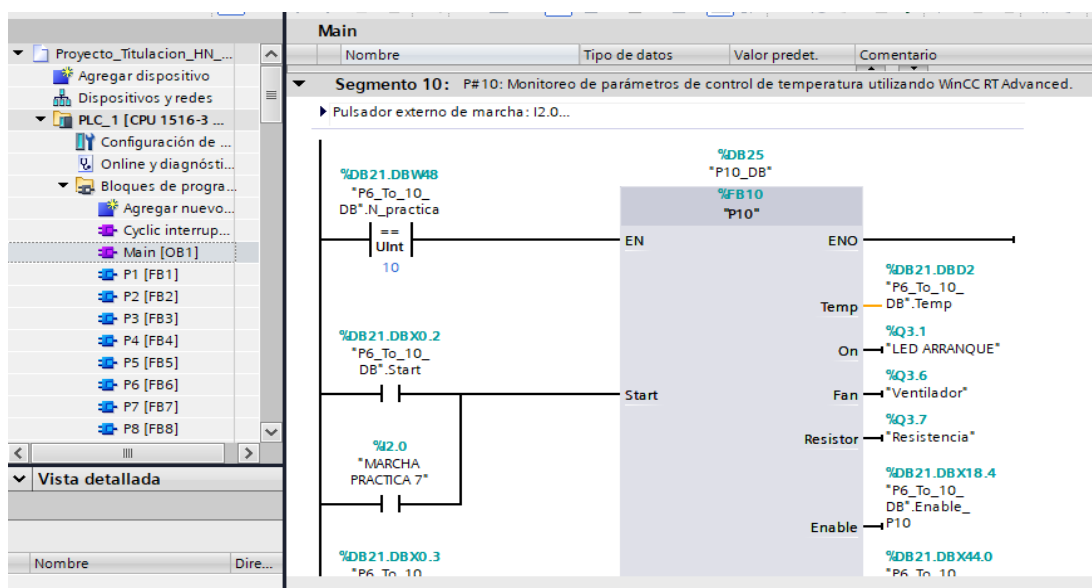 Proyecto_Titulacion_HN_...
Agregar dispositivo
Dispositivos y redes
PLC_1 [CPU 1516-3 ...
Configuración de ...
Online y diagnósti...
Bloques de progra...
Agregar nuevo...
Cyclic interrup...
Main [OB1]
P1 [FB1]
P2 [FB2]
P3 [FB3]
P4 [FB4]
P5 [FB5]
P6 [FB6]
P7 [FB7]
P8 [FB8]
Vista detallada
Nombre Dire...
Main
Nombre Tipo de datos Valor predet. Comentario
Segmento 10: P#10: Monitoreo de parámetros de control de temperatura utilizando WinCC RT Advanced.
Pulsador externo de marcha: I2.0...
%DB21.DBW48
"P6_To_10_
DB".N_practica
==
UInt
10
%DB21.DBX0.2
"P6_To_10_
DB".Start
%I2.0
"MARCHA
PRACTICA 7"
%DB21.DBX0.3
"P6_To_10_
%DB25
"P10_DB"
%FB10
"P10"
EN ENO
Start
Temp
On
Fan
Resistor
Enable
%DB21.DBD2
"P6_To_10_
DB".Temp
%Q3.1
"LED ARRANQUE"
%Q3.6
"Ventilador"
%Q3.7
"Resistencia"
%DB21.DBX18.4
"P6_To_10_
DB".Enable_
P10
%DB21.DBX44.0
"P6_To_10_